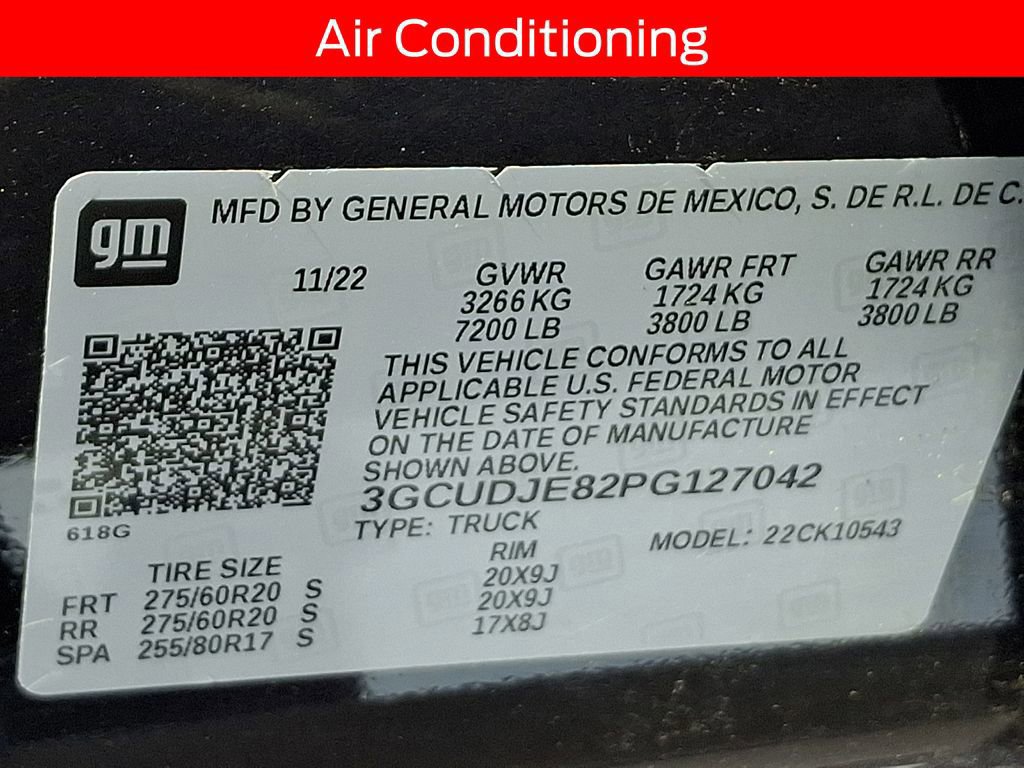 Air Conditioning
gm
MFD BY GENERAL MOTORS DE MEXICO, S. DE R.L. DE C.
11/22 GVWR GAWR FRT GAWR RR
3266 KG 1724 KG 1724 KG
7200 LB 3800 LB 3800 LB
THIS VEHICLE CONFORMS TO ALL
APPLICABLE U.S. FEDERAL MOTOR
VEHICLE SAFETY STANDARDS IN EFFECT
ON THE DATE OF MANUFACTURE
SHOWN ABOVE.
3GCUDJE82PG127042
618G
TYPE: TRUCK MODEL: 22CK10543
TIRE SIZE RIM
FRT 275/60R20 S 20X9J
RR 275/60R20 S 20X9J
SPA 255/80R17 S 17X8J